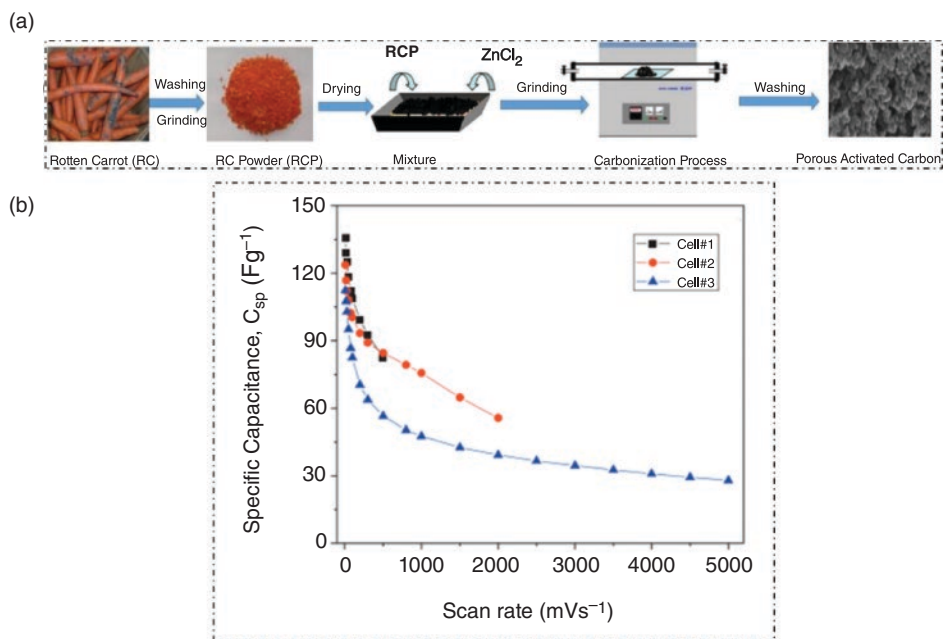 (a)
RCP ZnCl₂
Washing Drying Grinding Washing
Grinding
Rotten Carrot (RC) RC Powder (RCP) Mixture Carbonization Process Porous Activated Carbon
(b)
150
120
90
60
30
0
Specific Capacitance, C_sp (Fg⁻¹)
Cell#1
Cell#2
Cell#3
0 1000 2000 3000 4000 5000
Scan rate (mVs⁻¹)